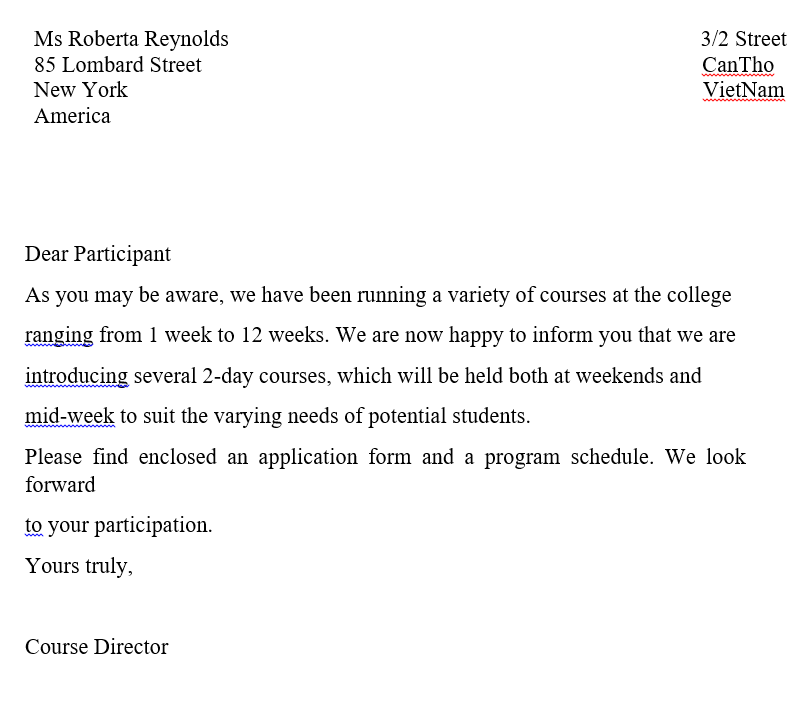 Ms Roberta Reynolds
85 Lombard Street
New York
America
3/2 Street
CanTho
VietNam
Dear Participant
As you may be aware, we have been running a variety of courses at the college
ranging from 1 week to 12 weeks. We are now happy to inform you that we are
introducing several 2-day courses, which will be held both at weekends and
mid-week to suit the varying needs of potential students.
Please find enclosed an application form and a program schedule. We look
forward
to your participation.
Yours truly,
Course Director